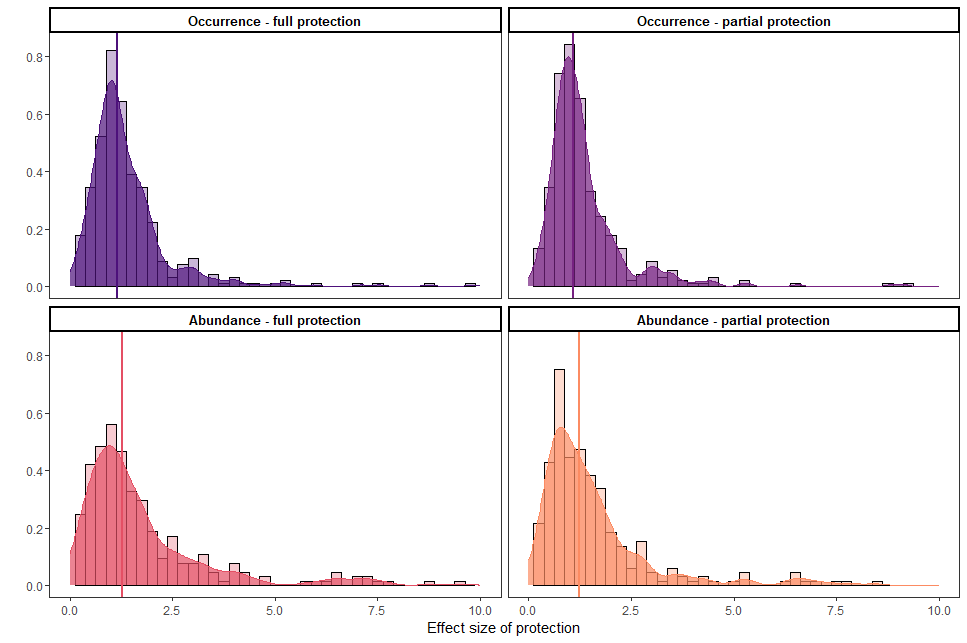 Occurrence - full protection
Occurrence - partial protection
0.8
0.6
0.4
0.2
0.0
Abundance - full protection
Abundance - partial protection
0.8
0.6
0.4
0.2
0.0
0.0 2.5 5.0 7.5 10.0
0.0 2.5 5.0 7.5 10.0
Effect size of protection